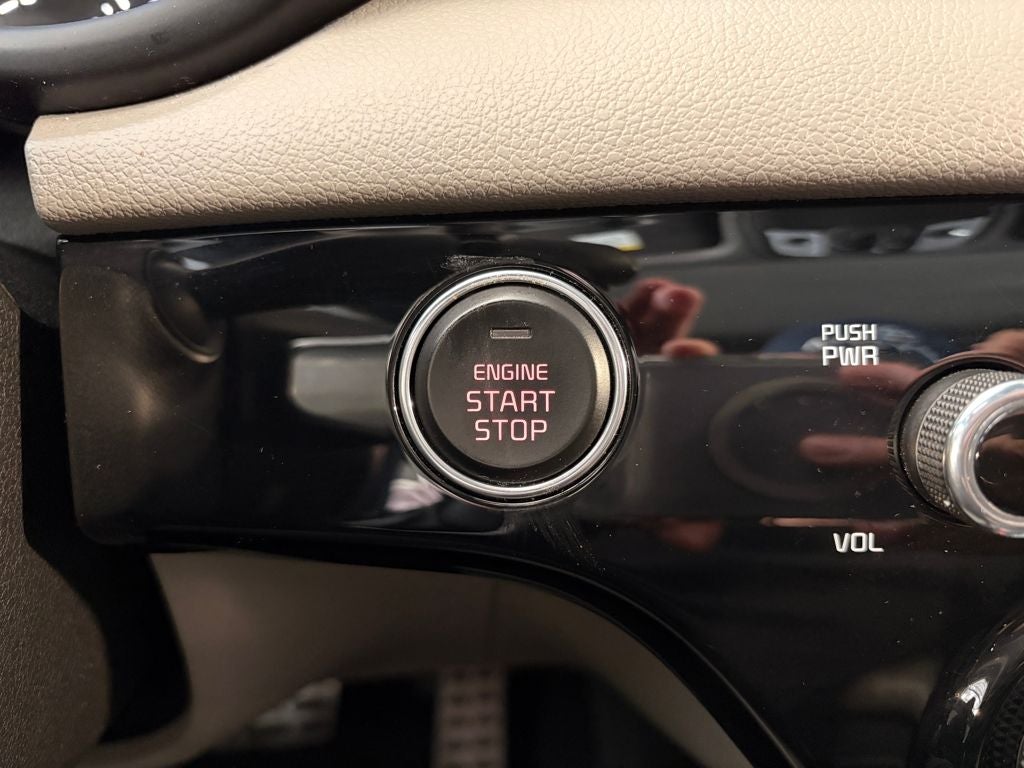 ENGINE
START
STOP
PUSH
PWR
VOL